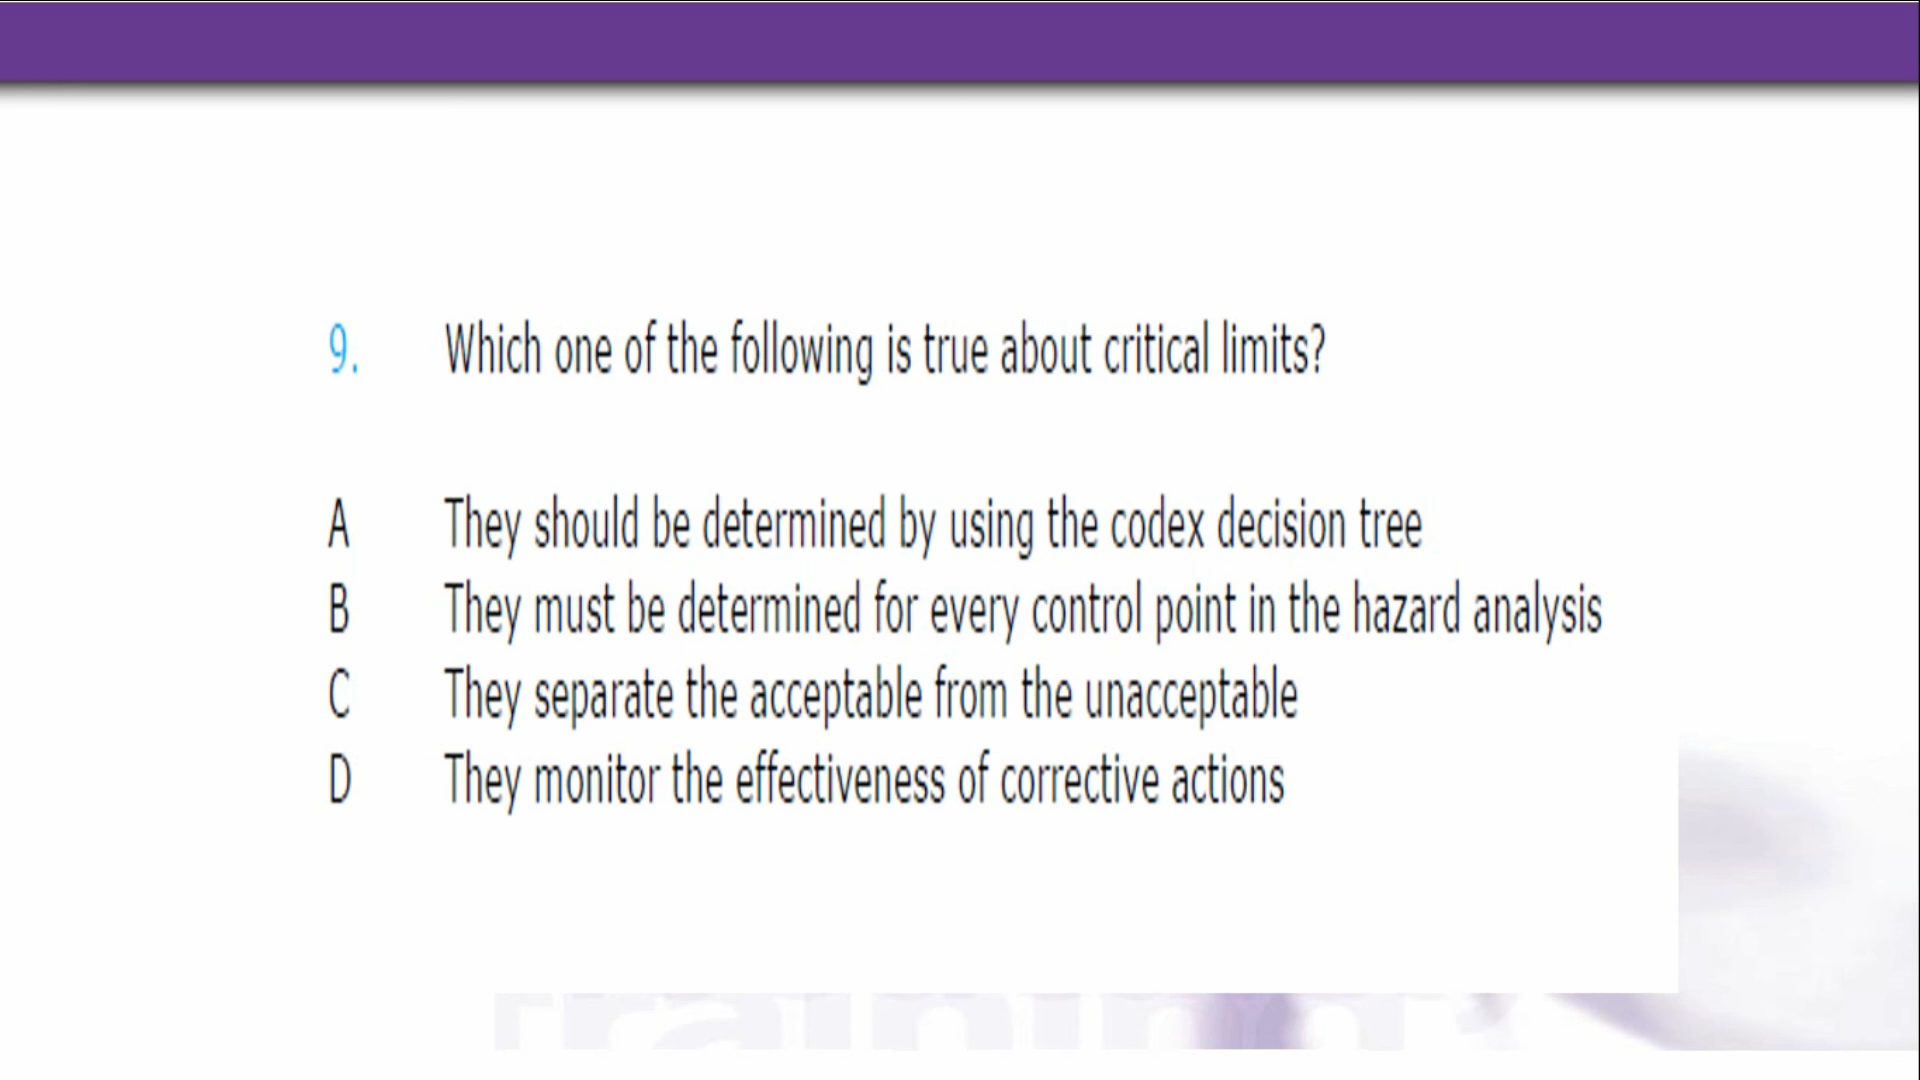 9. Which one of the following is true about critical limits?
A They should be determined by using the codex decision tree
B They must be determined for every control point in the hazard analysis
C They separate the acceptable from the unacceptable
D They monitor the effectiveness of corrective actions
training